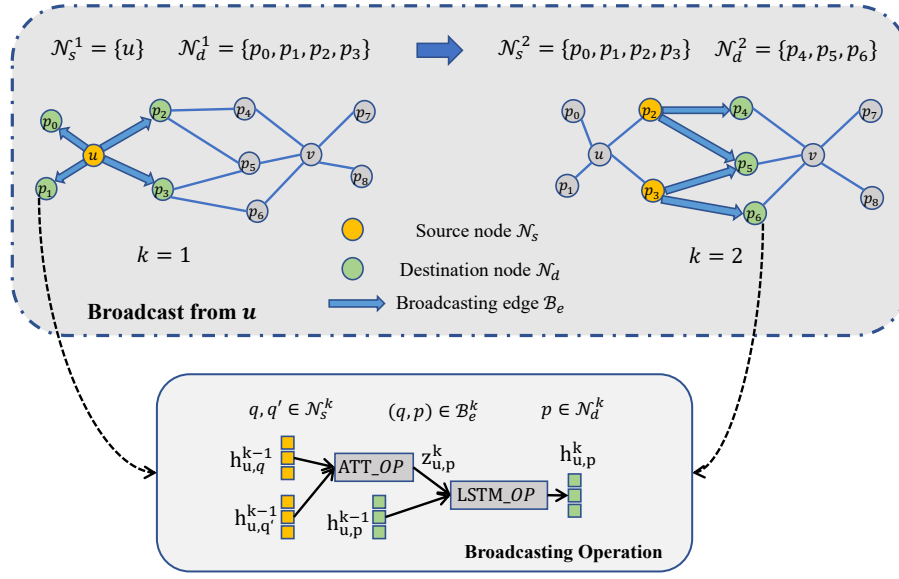 𝒩_s^1 = {u} 𝒩_d^1 = {p_0, p_1, p_2, p_3} 𝒩_s^2 = {p_0, p_1, p_2, p_3} 𝒩_d^2 = {p_4, p_5, p_6}
p_0 p_2 p_4 p_7
u p_5 v
p_1 p_3 p_6 p_8
p_0 p_2 p_4 p_7
u p_5 v
p_1 p_3 p_6 p_8
k = 1
k = 2
Source node 𝒩_s
Destination node 𝒩_d
Broadcasting edge ℬ_e
Broadcast from u
q, q′ ∈ 𝒩_s^k (q, p) ∈ ℬ_e^k p ∈ 𝒩_d^k
h_{u,q}^{k-1} ATT_OP z_{u,p}^k h_{u,p}^k
LSTM_OP
h_{u,q‘}^{k-1} h_{u,p}^{k-1}
Broadcasting Operation